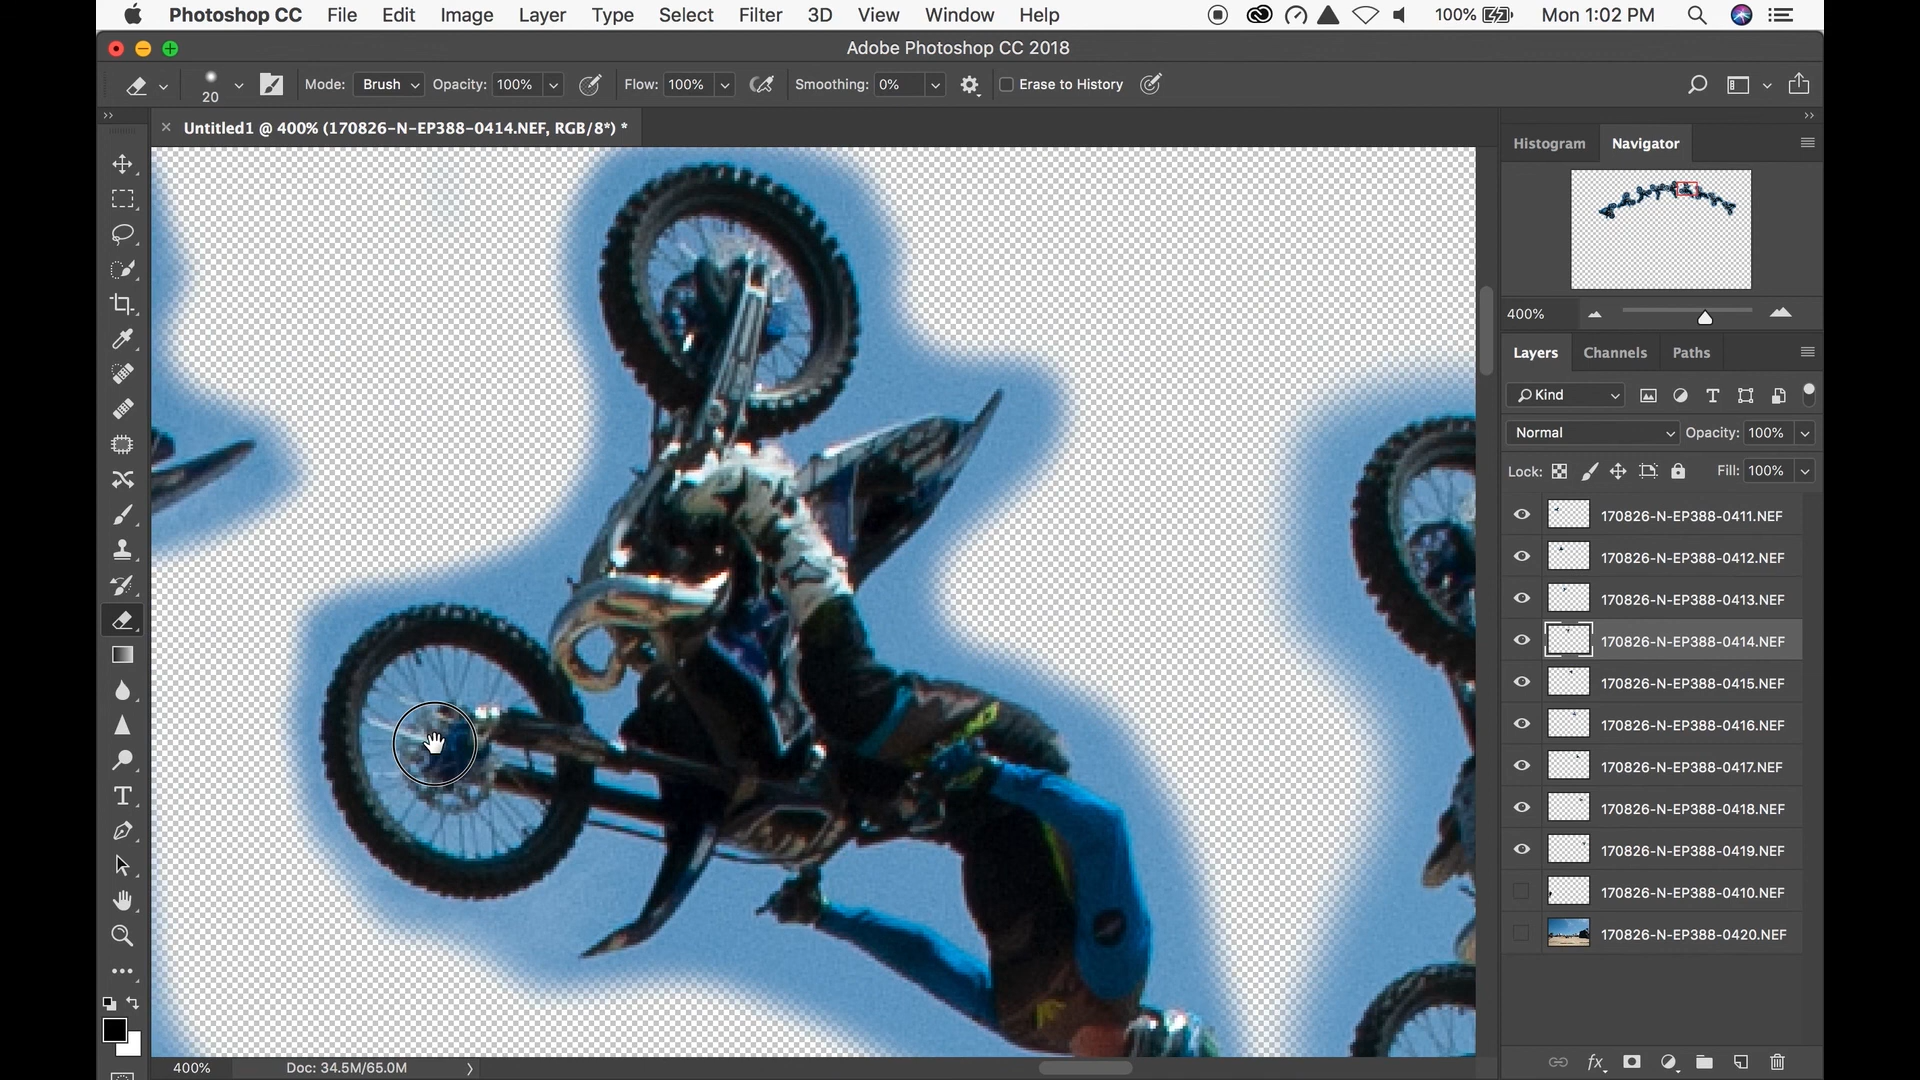 Photoshop CC File Edit Image Layer Type Select Filter 3D View Window Help 100% Mon 1:02 PM
Adobe Photoshop CC 2018
20 Mode: Brush Opacity: 100% Flow: 100% Smoothing: 0% Erase to History
Untitled1 @ 400% (170826-N-EP388-0414.NEF, RGB/8*) *
Histogram Navigator
400%
Layers Channels Paths
Kind
Normal Opacity: 100%
Lock: Fill: 100%
170826-N-EP388-0411.NEF
170826-N-EP388-0412.NEF
170826-N-EP388-0413.NEF
170826-N-EP388-0414.NEF
170826-N-EP388-0415.NEF
170826-N-EP388-0416.NEF
170826-N-EP388-0417.NEF
170826-N-EP388-0418.NEF
170826-N-EP388-0419.NEF
170826-N-EP388-0410.NEF
170826-N-EP388-0420.NEF
400% Doc: 34.5M/65.0M